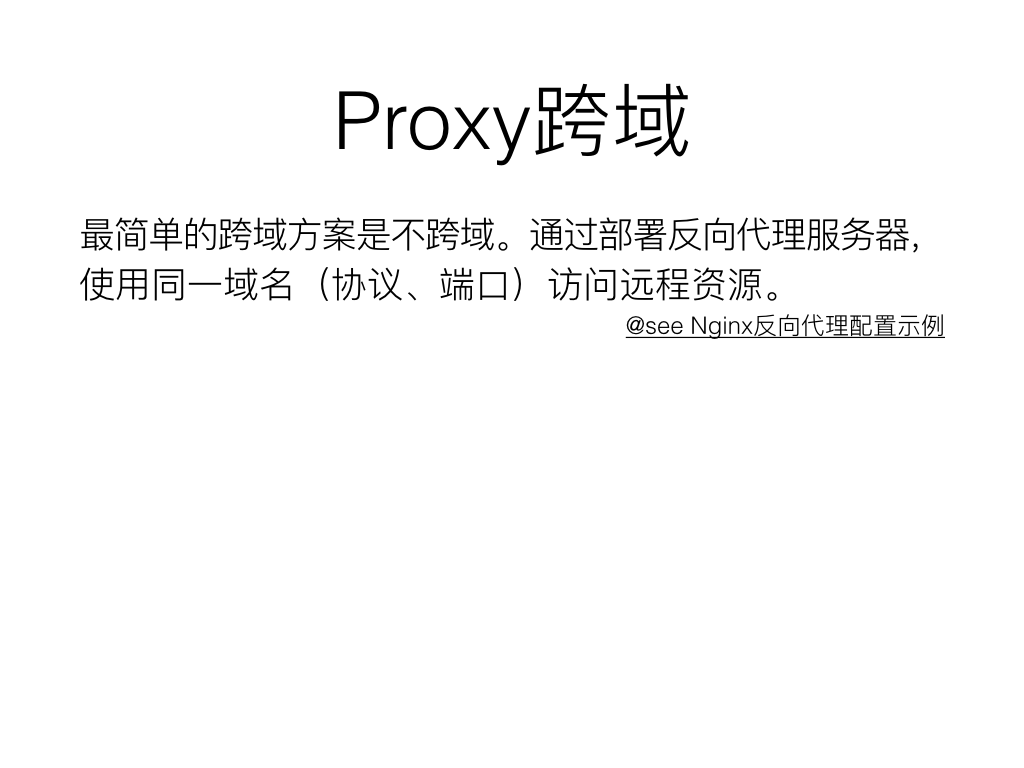 Proxy跨域
最简单的跨域方案是不跨域。通过部署反向代理服务器，
使用同一域名（协议、端口）访问远程资源。
@see Nginx反向代理配置示例